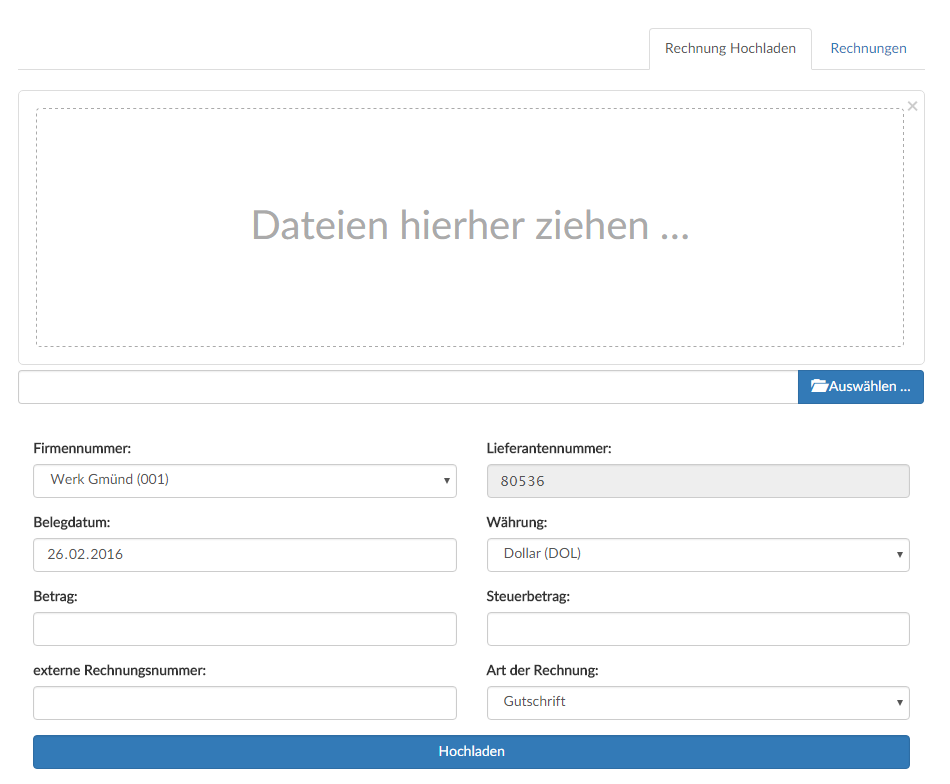 Rechnung Hochladen Rechnungen
×
Dateien hierher ziehen ...
Auswählen ...
Firmennummer: Lieferantennummer:
Werk Gmünd (001) 80536
Belegdatum: Währung:
26.02.2016 Dollar (DOL)
Betrag: Steuerbetrag:
externe Rechnungsnummer: Art der Rechnung:
Gutschrift
Hochladen